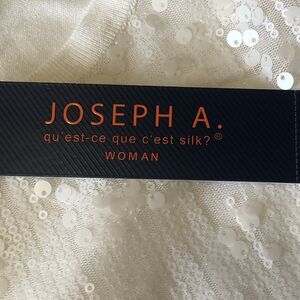 JOSEPH A.
qu'est-ce que c'est silk?®
WOMAN